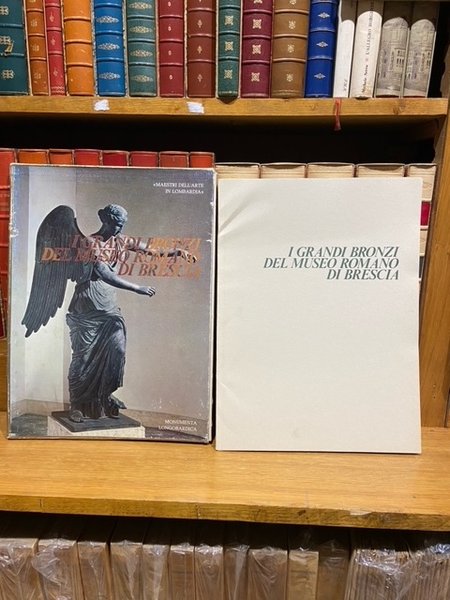 «MAESTRI DELL'ARTE
IN LOMBARDIA»
I GRANDI BRONZI
DEL MUSEO ROMANO
DI BRESCIA
MONUMENTA
LONGOBARDICA
I GRANDI BRONZI
DEL MUSEO ROMANO
DI BRESCIA